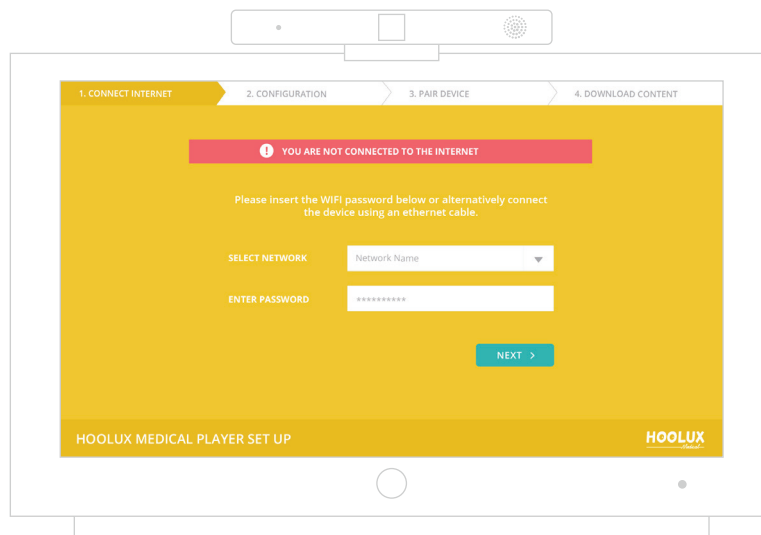 1. CONNECT INTERNET
2. CONFIGURATION
3. PAIR DEVICE
4. DOWNLOAD CONTENT
! YOU ARE NOT CONNECTED TO THE INTERNET
Please insert the WIFI password below or alternatively connect
the device using an ethernet cable.
SELECT NETWORK
Network Name
ENTER PASSWORD
**********
NEXT >
HOOLUX MEDICAL PLAYER SET UP
HOOLUX
Medical